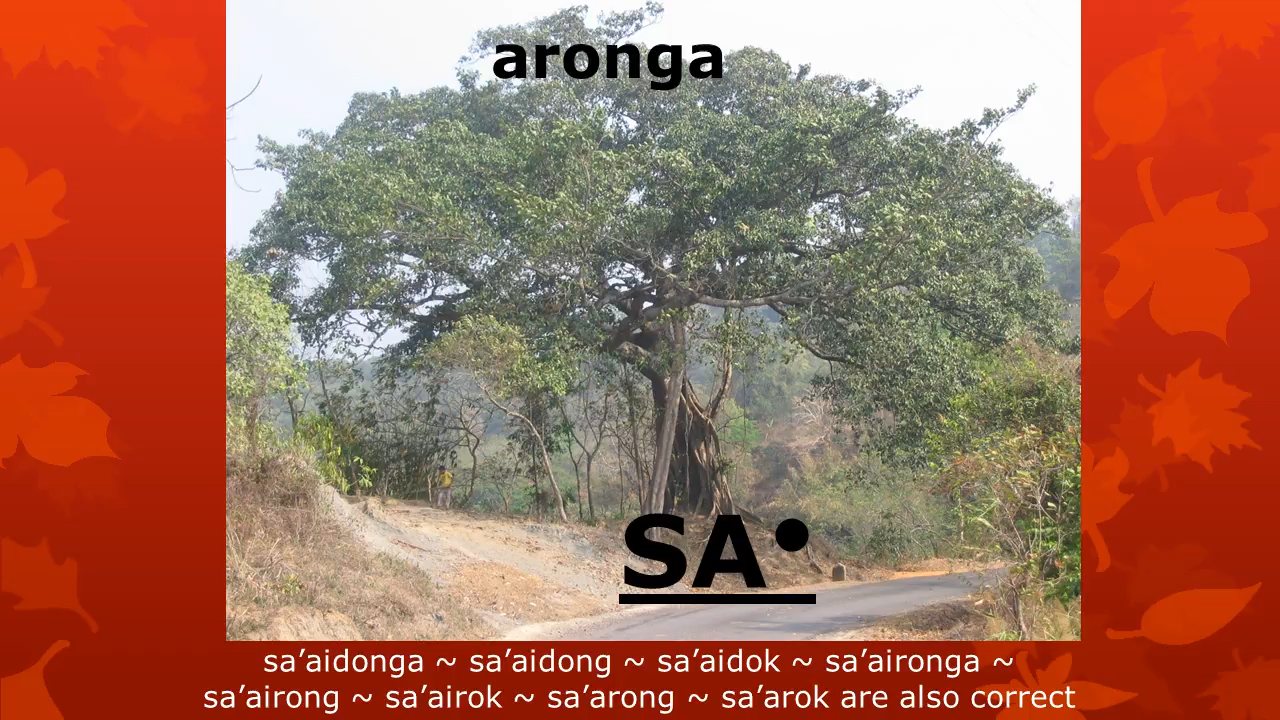 aronga
SA•
sa’aidonga ~ sa’aidong ~ sa’aidok ~ sa’aironga ~
sa’airong ~ sa’airok ~ sa’arong ~ sa’arok are also correct